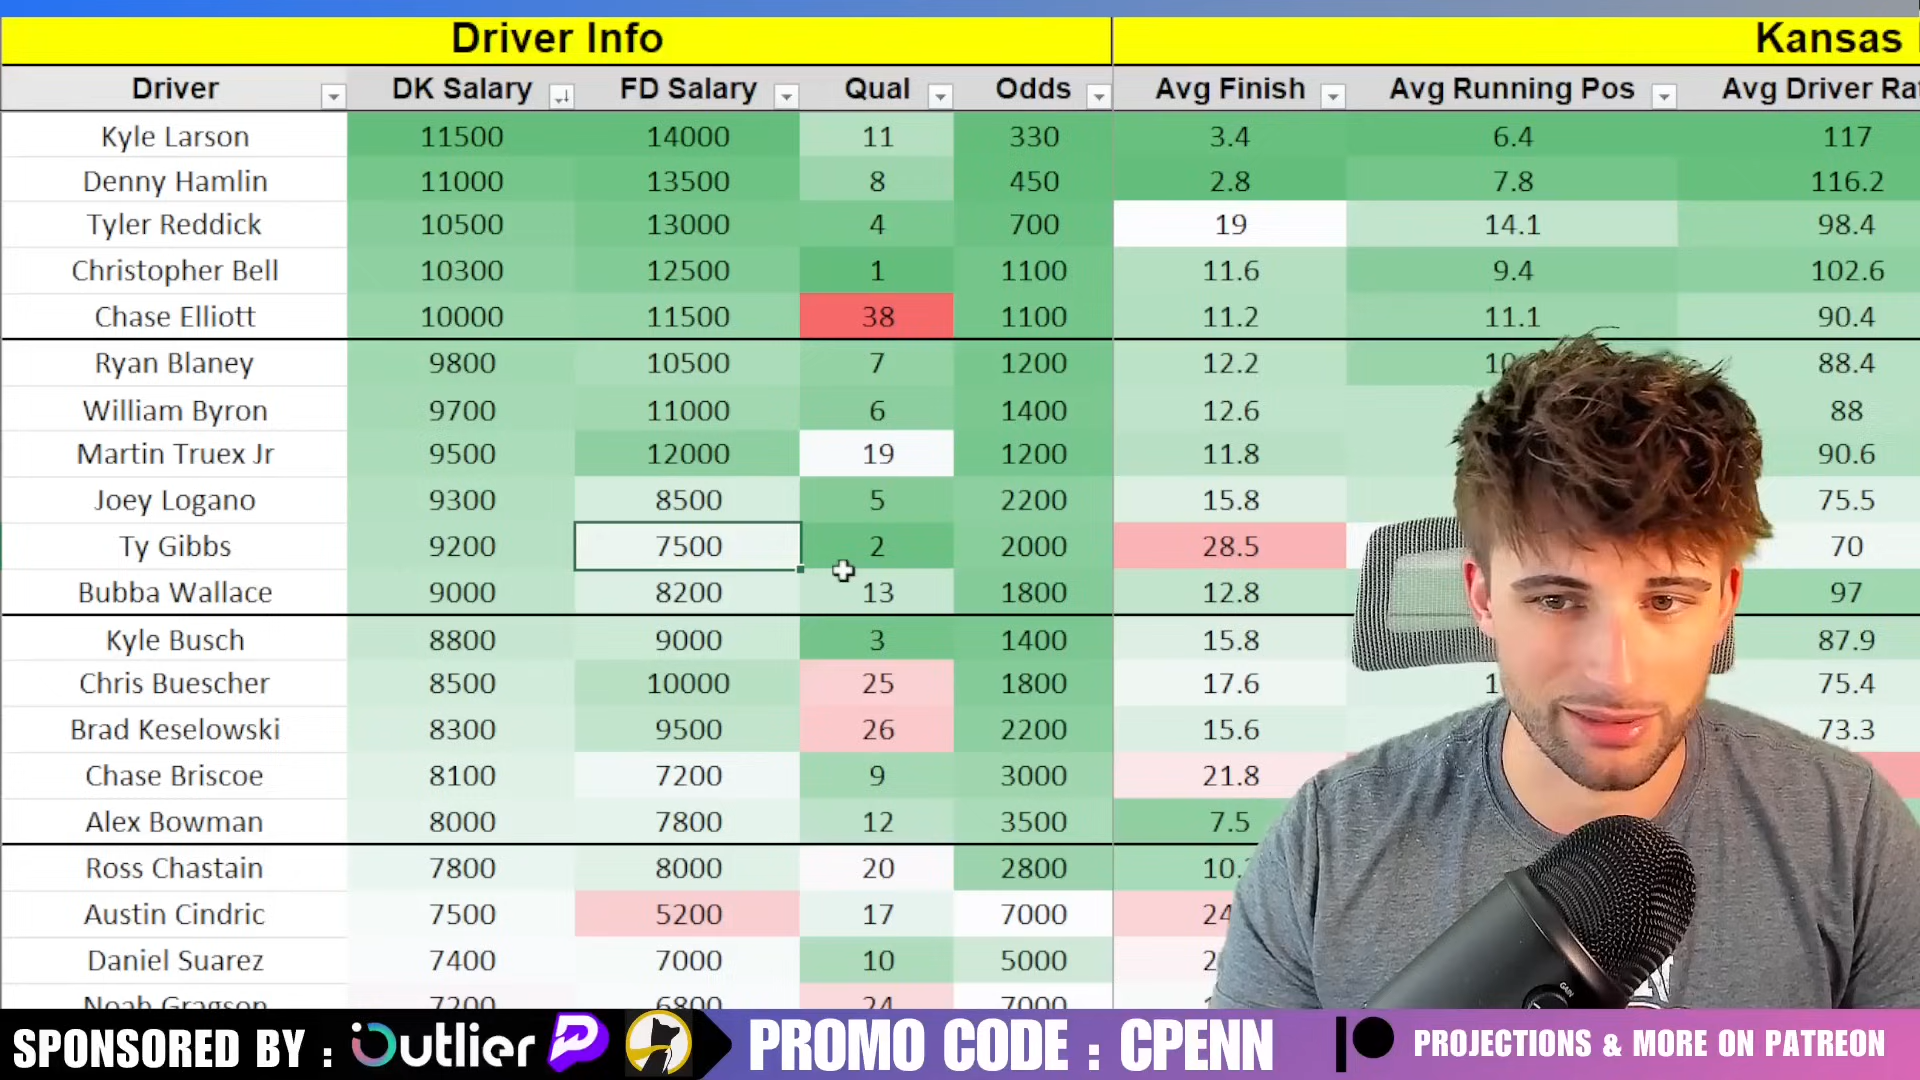 Driver Info Kansas
Driver DK Salary FD Salary Qual Odds Avg Finish Avg Running Pos Avg Driver
Kyle Larson 11500 14000 11 330 3.4 6.4 117
Denny Hamlin 11000 13500 8 450 2.8 7.8 116.2
Tyler Reddick 10500 13000 4 700 19 14.1 98.4
Christopher Bell 10300 12500 1 1100 11.6 9.4 102.6
Chase Elliott 10000 11500 38 1100 11.2 11.1 90.4
Ryan Blaney 9800 10500 7 1200 12.2 88.4
William Byron 9700 11000 6 1400 12.6 88
Martin Truex Jr 9500 12000 19 1200 11.8 90.6
Joey Logano 9300 8500 5 2200 15.8 75.5
Ty Gibbs 9200 7500 2 2000 28.5 70
Bubba Wallace 9000 8200 13 1800 12.8 97
Kyle Busch 8800 9000 3 1400 15.8 87.9
Chris Buescher 8500 10000 25 1800 17.6 75.4
Brad Keselowski 8300 9500 26 2200 15.6 73.3
Chase Briscoe 8100 7200 9 3000 21.8
Alex Bowman 8000 7800 12 3500 7.5
Ross Chastain 7800 8000 20 2800
Austin Cindric 7500 5200 17 7000
Daniel Suarez 7400 7000 10 5000
Noah Gragson 7200 6800 24 7000
SPONSORED BY : Outlier PROMO CODE : CPENN PROJECTIONS & MORE ON PATREON